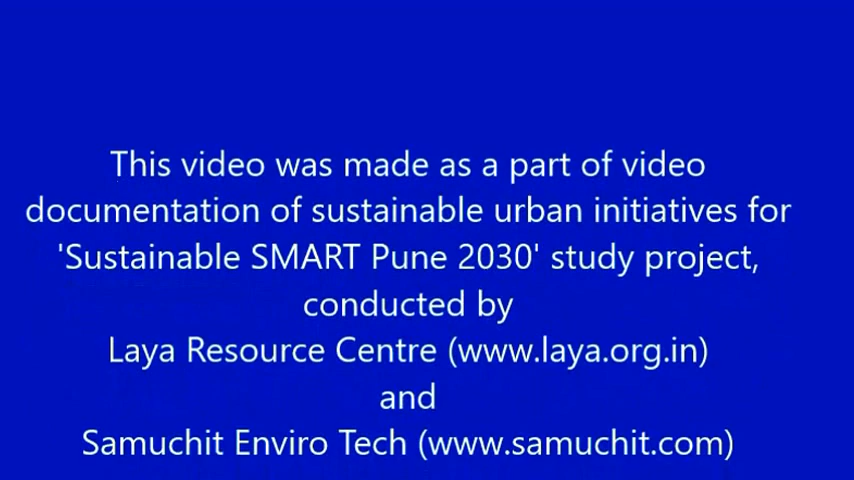 This video was made as a part of video
documentation of sustainable urban initiatives for
'Sustainable SMART Pune 2030' study project,
conducted by
Laya Resource Centre (www.laya.org.in)
and
Samuchit Enviro Tech (www.samuchit.com)